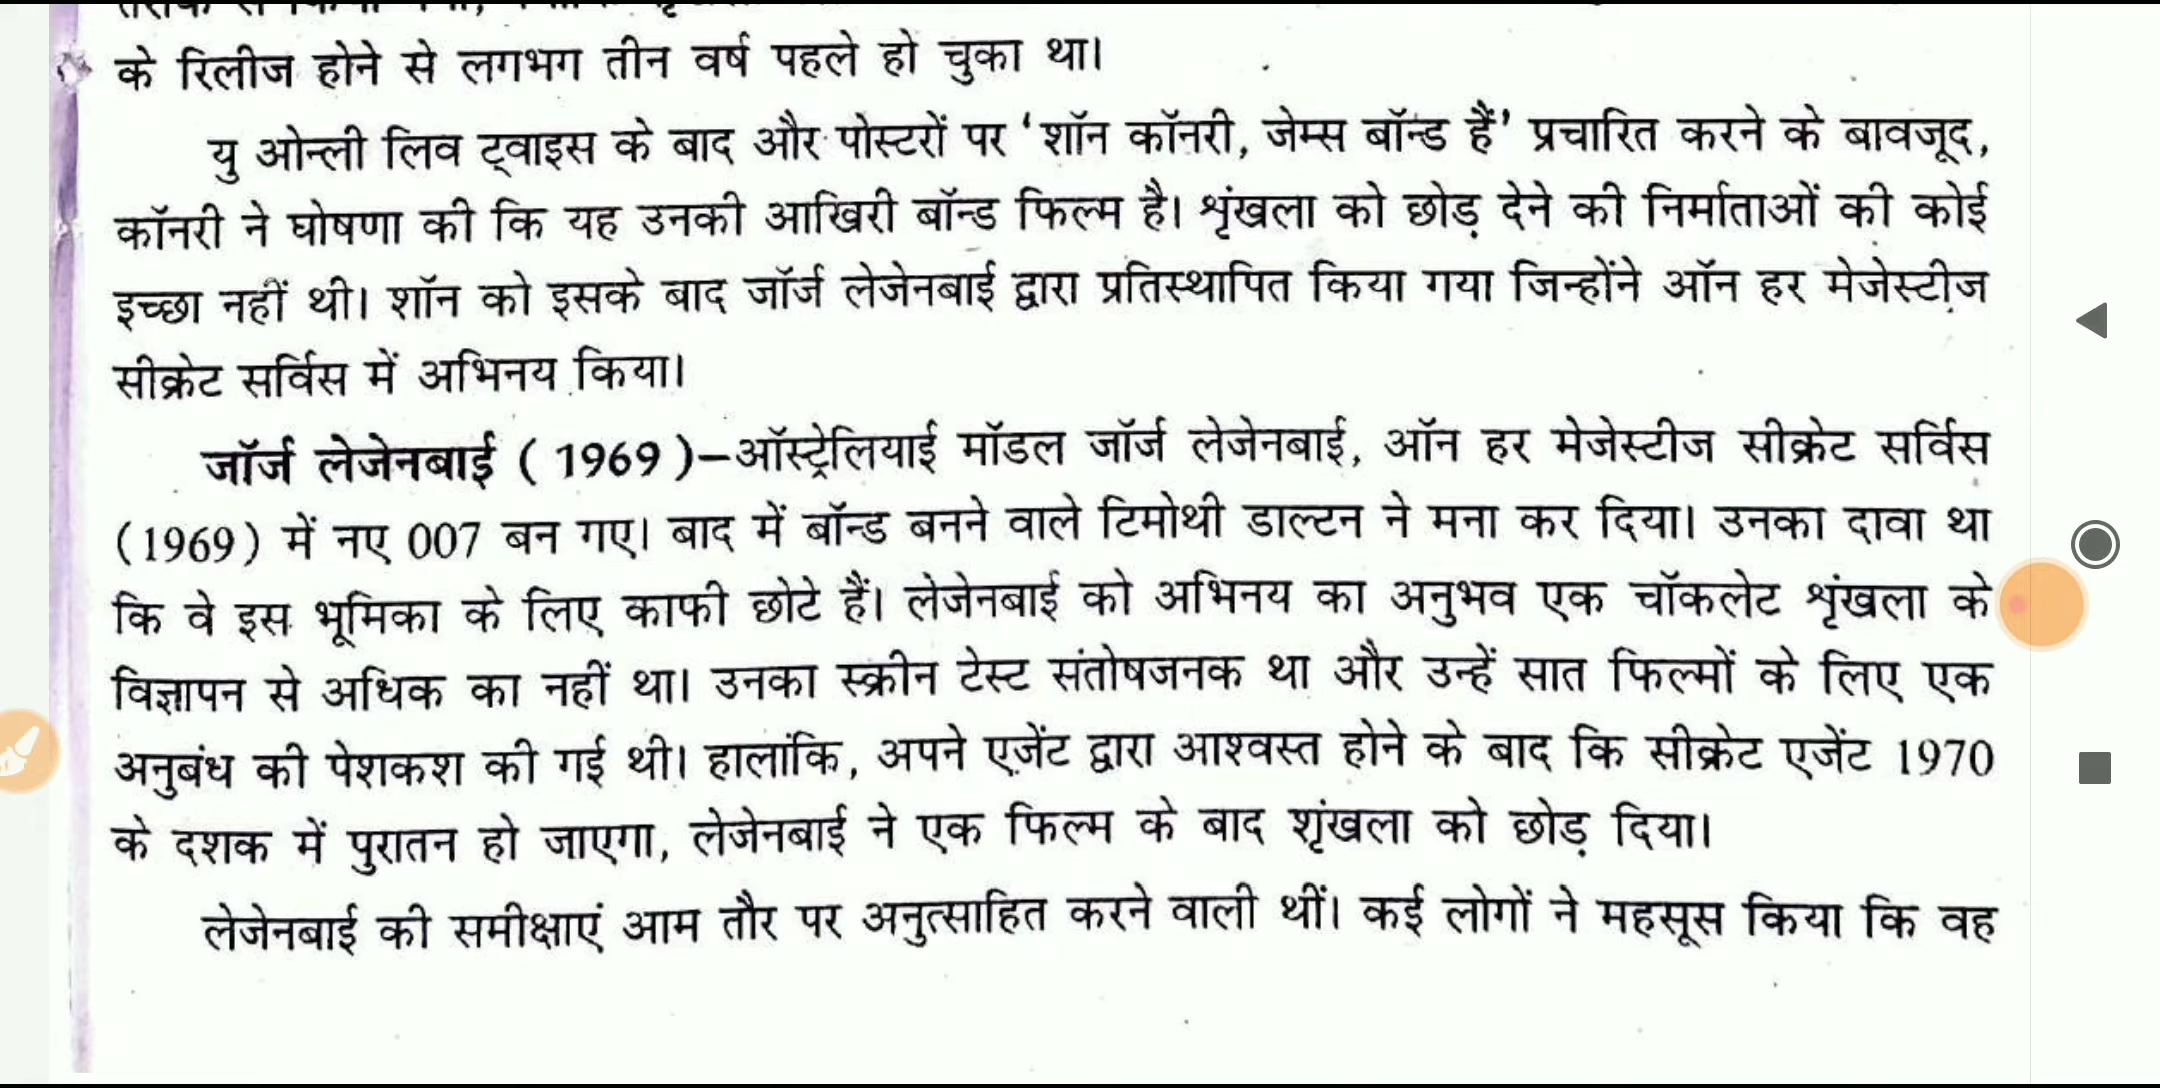 के रिलीज होने से लगभग तीन वर्ष पहले हो चुका था।
यु ओन्ली लिव ट्वाइस के बाद और पोस्टरों पर ‘शॉन कॉनरी, जेम्स बॉन्ड हैं’ प्रचारित करने के बावजूद,
कॉनरी ने घोषणा की कि यह उनकी आखिरी बॉन्ड फिल्म है। शृंखला को छोड़ देने की निर्माताओं की कोई
इच्छा नहीं थी। शॉन को इसके बाद जॉर्ज लेजेनबाई द्वारा प्रतिस्थापित किया गया जिन्होंने ऑन हर मेजेस्टीज
सीक्रेट सर्विस में अभिनय किया।
जॉर्ज लेजेनबाई ( 1969 )—ऑस्ट्रेलियाई मॉडल जॉर्ज लेजेनबाई, ऑन हर मेजेस्टीज सीक्रेट सर्विस
(1969) में नए 007 बन गए। बाद में बॉन्ड बनने वाले टिमोथी डाल्टन ने मना कर दिया। उनका दावा था
कि वे इस भूमिका के लिए काफी छोटे हैं। लेजेनबाई को अभिनय का अनुभव एक चॉकलेट शृंखला के
विज्ञापन से अधिक का नहीं था। उनका स्क्रीन टेस्ट संतोषजनक था और उन्हें सात फिल्मों के लिए एक
अनुबंध की पेशकश की गई थी। हालांकि, अपने एजेंट द्वारा आश्वस्त होने के बाद कि सीक्रेट एजेंट 1970
के दशक में पुरातन हो जाएगा, लेजेनबाई ने एक फिल्म के बाद शृंखला को छोड़ दिया।
लेजेनबाई की समीक्षाएं आम तौर पर अनुत्साहित करने वाली थीं। कई लोगों ने महसूस किया कि वह